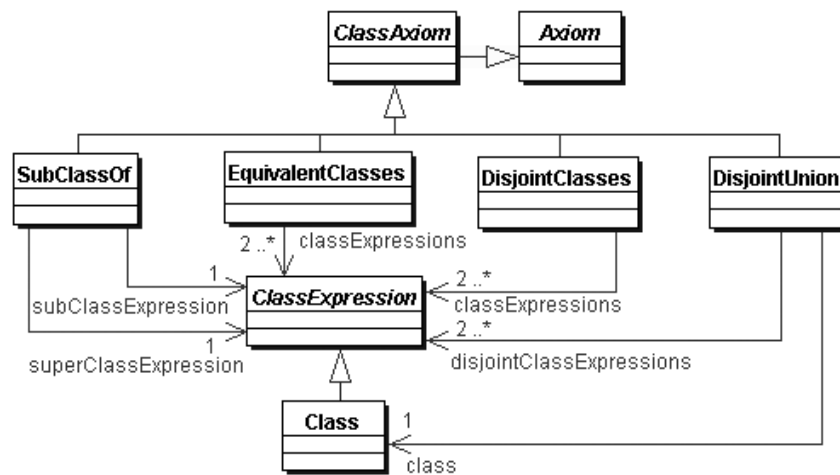 ClassAxiom
Axiom
SubClassOf
EquivalentClasses
DisjointClasses
DisjointUnion
2 ..*
classExpressions
1
subClassExpression
ClassExpression
2 ..*
classExpressions
1
superClassExpression
2 ..*
disjointClassExpressions
Class
1
class